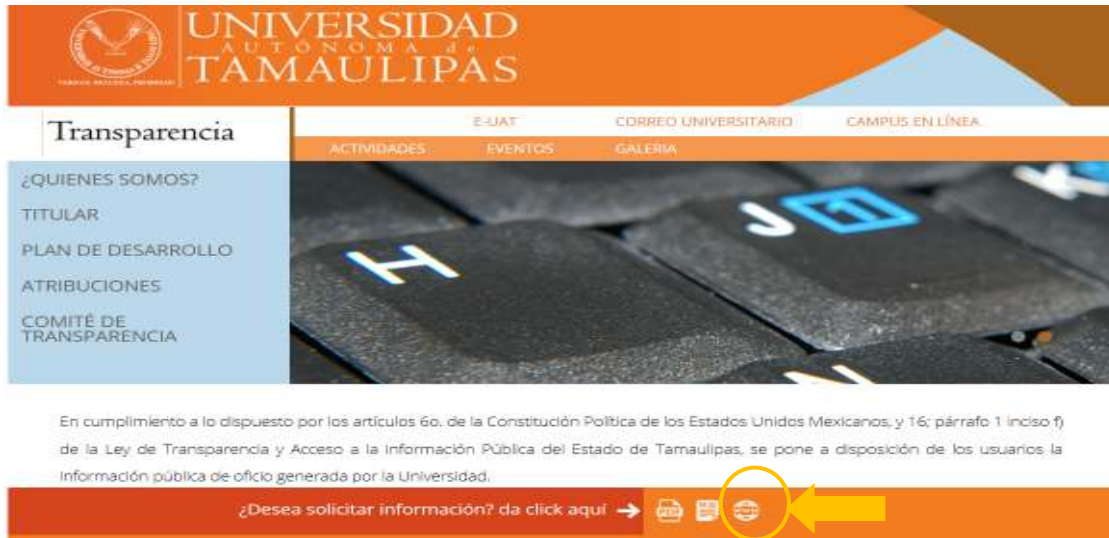 UNIVERSIDAD
AUTÓNOMA de
TAMAULIPAS
Transparencia
E-UAT CORREO UNIVERSITARIO CAMPUS EN LÍNEA
ACTIVIDADES EVENTOS GALERIA
¿QUIENES SOMOS?
TITULAR
PLAN DE DESARROLLO
ATRIBUCIONES
COMITÉ DE
TRANSPARENCIA
H
J 1
K
N
En cumplimiento a lo dispuesto por los artículos 6o. de la Constitución Política de los Estados Unidos Mexicanos, y 16; párrafo 1 inciso f)
de la Ley de Transparencia y Acceso a la Información Pública del Estado de Tamaulipas, se pone a disposición de los usuarios la
información pública de oficio generada por la Universidad.
¿Desea solicitar información? da click aquí
PDF